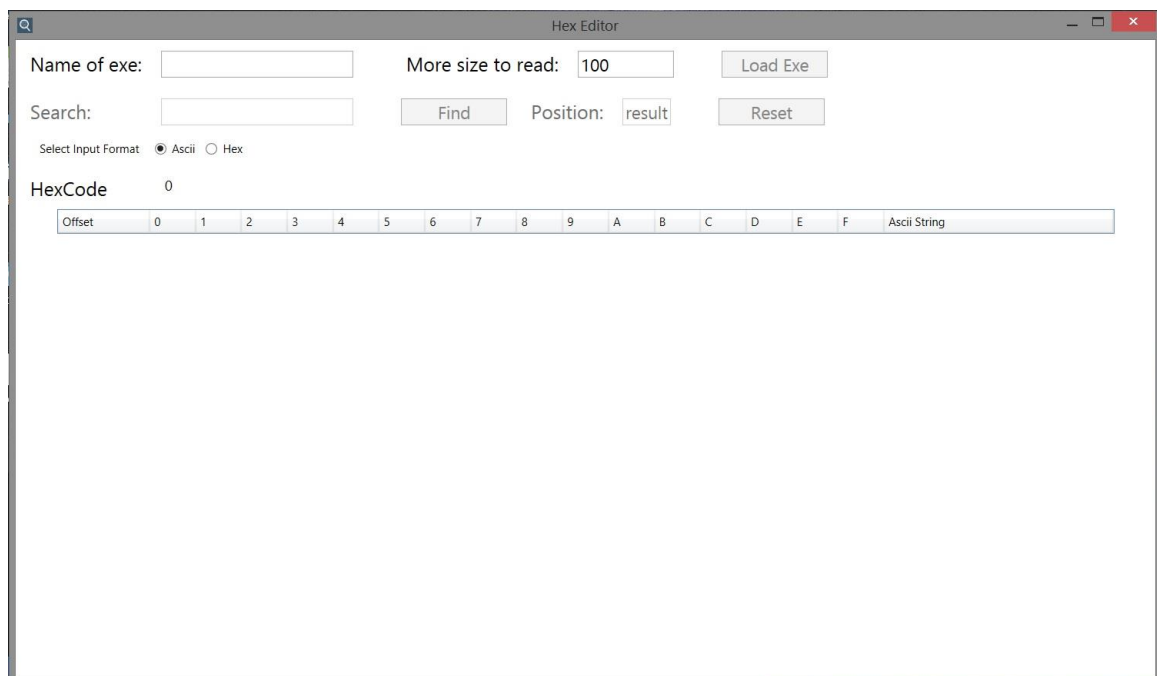 Hex Editor
Name of exe: More size to read: 100 Load Exe
Search: Find Position: result Reset
Select Input Format Ascii Hex
HexCode 0
Offset 0 1 2 3 4 5 6 7 8 9 A B C D E F Ascii String